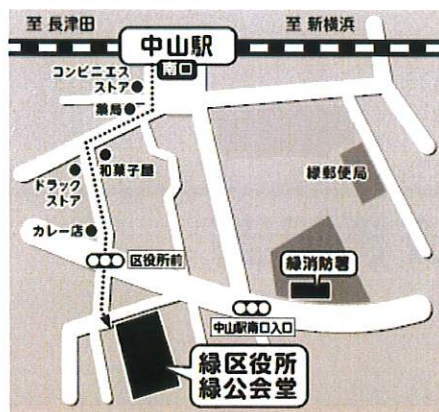 至 長津田
至 新横浜
中山駅
南口
コンビニエス
ストア
薬局
和菓子屋
ドラック
ストア
緑郵便局
カレー店
区役所前
緑消防署
中山駅南口入口
緑区役所
緑公会堂